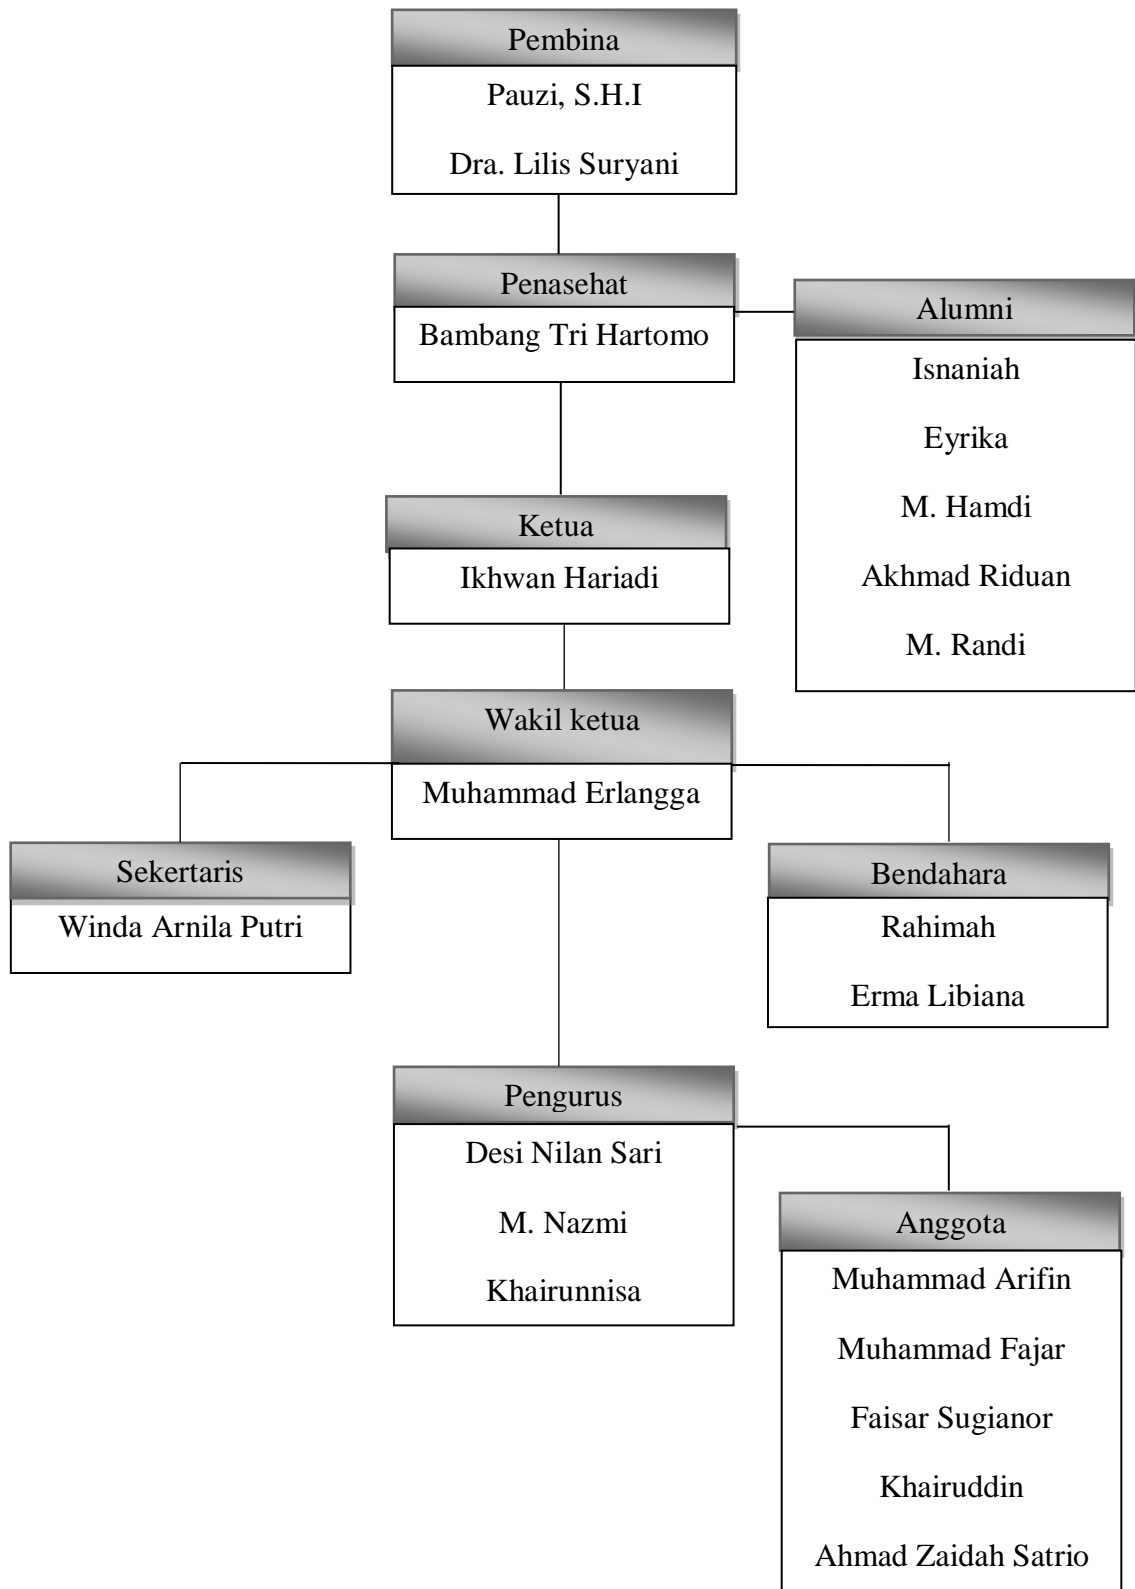 Pembina
Pauzi, S.H.I
Dra. Lilis Suryani
Penasehat
Bambang Tri Hartomo
Alumni
Isnaniah
Eyrika
M. Hamdi
Akhmad Riduan
M. Randi
Ketua
Ikhwan Hariadi
Wakil ketua
Muhammad Erlangga
Sekertaris
Winda Arnila Putri
Bendahara
Rahimah
Erma Libiana
Pengurus
Desi Nilan Sari
M. Nazmi
Khairunnisa
Anggota
Muhammad Arifin
Muhammad Fajar
Faisar Sugianor
Khairuddin
Ahmad Zaidah Satrio